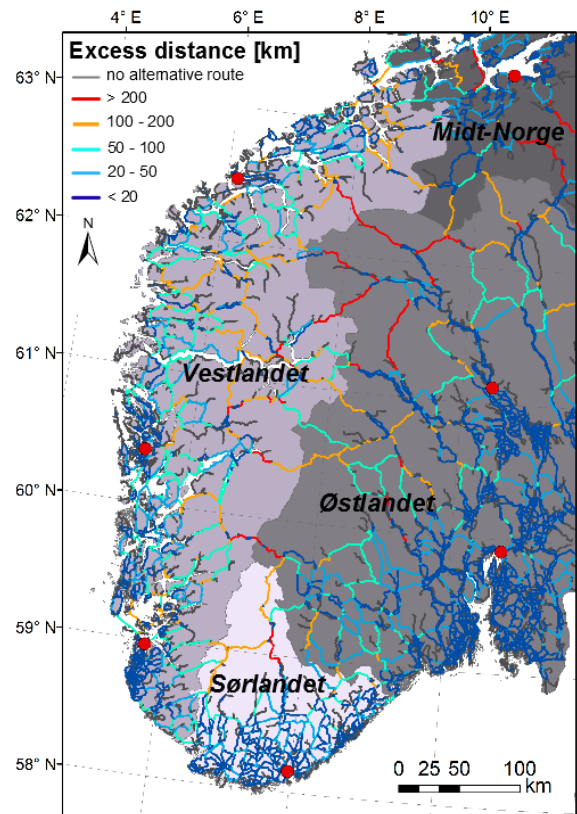 4° E 6° E 8° E 10° E
Excess distance [km]
no alternative route
> 200
100 - 200
50 - 100
20 - 50
< 20
N
63° N
62° N
61° N
60° N
59° N
58° N
Midt-Norge
Vestlandet
Østlandet
Sørlandet
0 25 50 100
km